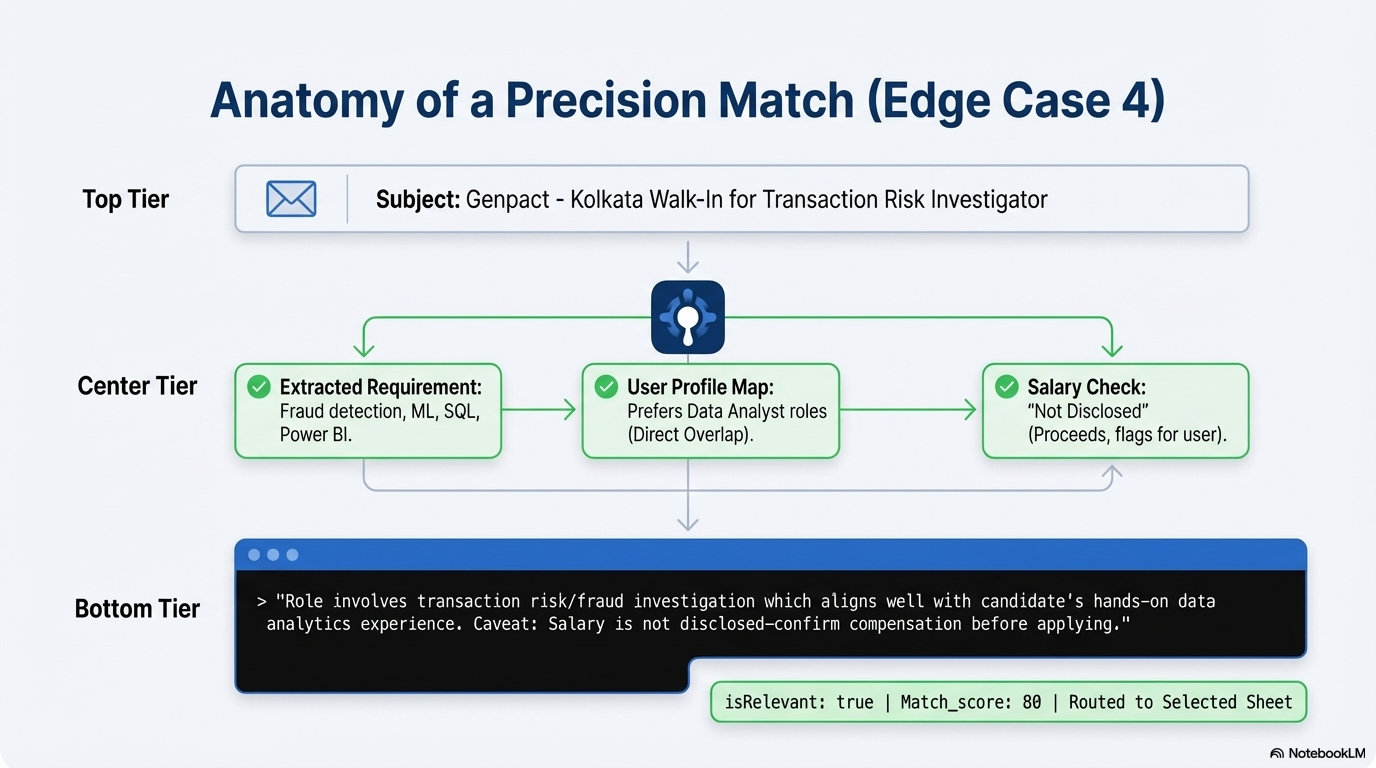 Anatomy of a Precision Match (Edge Case 4)
Top Tier
Subject: Genpact - Kolkata Walk-In for Transaction Risk Investigator
Center Tier
Extracted Requirement:
Fraud detection, ML, SQL,
Power BI.
User Profile Map:
Prefers Data Analyst roles
(Direct Overlap).
Salary Check:
“Not Disclosed”
(Proceeds, flags for user).
Bottom Tier
> "Role involves transaction risk/fraud investigation which aligns well with candidate's hands-on data
analytics experience. Caveat: Salary is not disclosed-confirm compensation before applying."
isRelevant: true | Match_score: 80 | Routed to Selected Sheet
NotebookLM